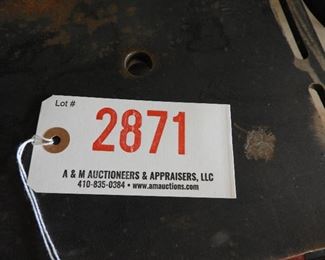 Lot #
2871
A & M AUCTIONEERS & APPRAISERS, LLC
410-835-0384 • www.amauctions.com